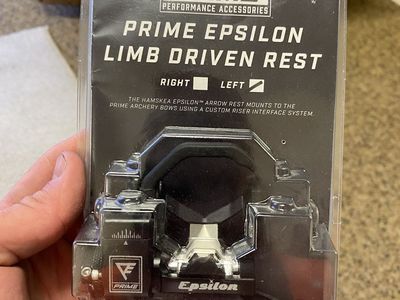 PERFORMANCE ACCESSORIES
PRIME EPSILON
LIMB DRIVEN REST
RIGHT LEFT
THE HAMSKEA EPSILON™ ARROW REST MOUNTS TO THE
PRIME ARCHERY BOWS USING A CUSTOM RISER INTERFACE SYSTEM.
PRIME
Epsilon